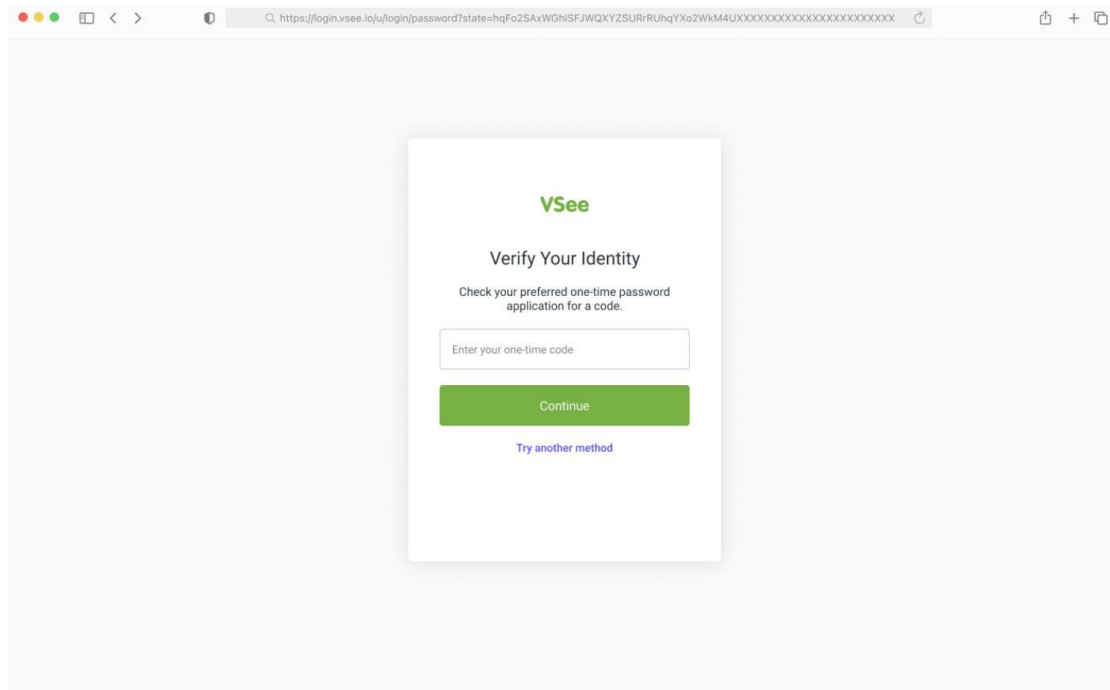 https://login.vsee.io/u/login/password?state=hqFo2SAxWGhlSFJWQXYZSURrRUhqYXo2WkM4UXXXXXXXXXXXXXXXXXXXXXXXX
VSee
Verify Your Identity
Check your preferred one-time password
application for a code.
Enter your one-time code
Continue
Try another method